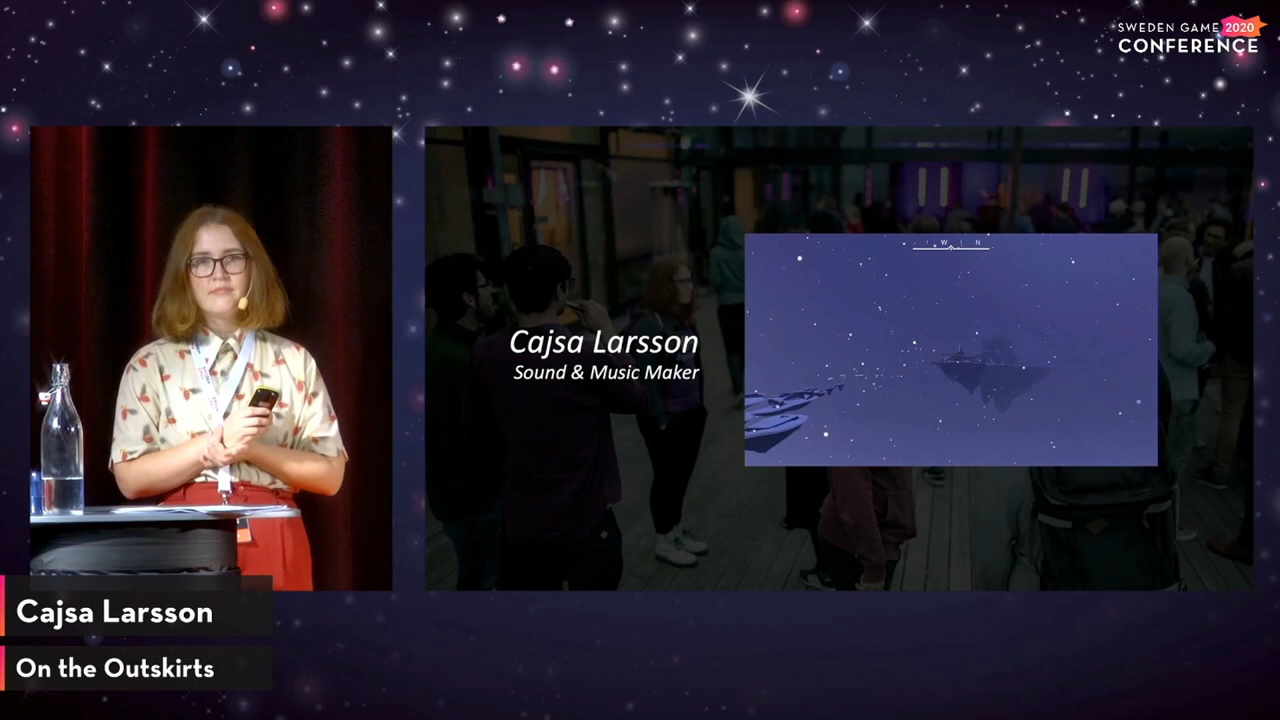 SWEDEN GAME 2020
CONFERENCE
W N
Cajsa Larsson
Sound & Music Maker
Cajsa Larsson
On the Outskirts